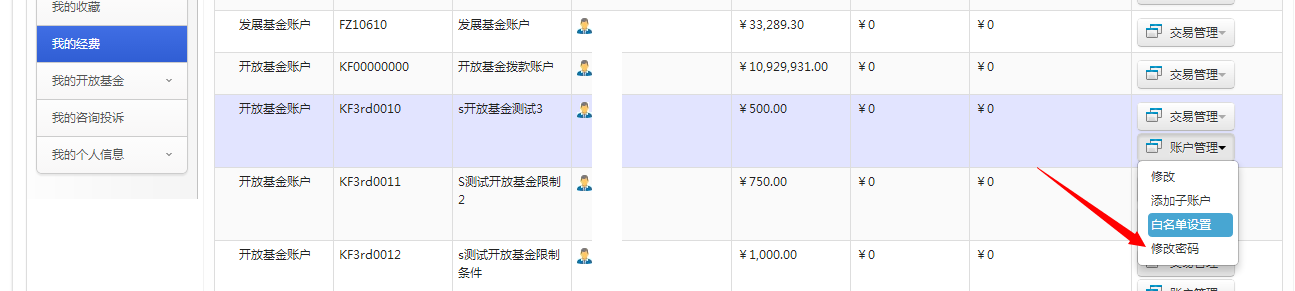 我的收藏
我的经费
我的开放基金
我的咨询投诉
我的个人信息
发展基金账户 FZ10610 发展基金账户 ￥33,289.30 ￥0 ￥0 交易管理
开放基金账户 KF00000000 开放基金拨款账户 ￥10,929,931.00 ￥0 ￥0 交易管理
开放基金账户 KF3rd0010 s开放基金测试3 ￥500.00 ￥0 ￥0 交易管理
账户管理
修改
添加子账户
白名单设置
修改密码
开放基金账户 KF3rd0011 S测试开放基金限制 ￥750.00 ￥0 ￥0
2
开放基金账户 KF3rd0012 s测试开放基金限制 ￥1,000.00 ￥0 ￥0 交易管理
条件
账户管理